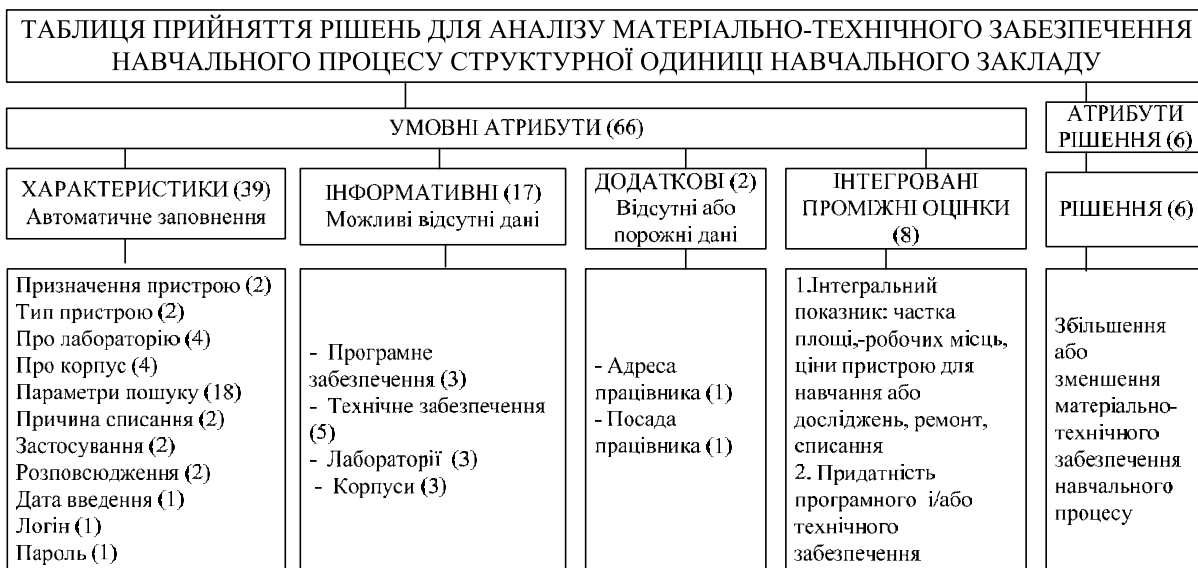 ТАБЛИЦЯ ПРИЙНЯТТЯ РІШЕНЬ ДЛЯ АНАЛІЗУ МАТЕРІАЛЬНО-ТЕХНІЧНОГО ЗАБЕЗПЕЧЕННЯ
НАВЧАЛЬНОГО ПРОЦЕСУ СТРУКТУРНОЇ ОДИНИЦІ НАВЧАЛЬНОГО ЗАКЛАДУ
УМОВНІ АТРИБУТИ (66)
АТРИБУТИ
РІШЕННЯ (6)
ХАРАКТЕРИСТИКИ (39)
Автоматичне заповнення
ІНФОРМАТИВНІ (17)
Можливі відсутні дані
ДОДАТКОВІ (2)
Відсутні або
порожні дані
ІНТЕГРОВАНІ
ПРОМІЖНІ ОЦІНКИ
(8)
РІШЕННЯ (6)
Призначення пристрою (2)
Тип пристрою (2)
Про лабораторію (4)
Про корпус (4)
Параметри пошуку (18)
Причина списання (2)
Застосування (2)
Розповсюдження (2)
Дата введення (1)
Логін (1)
Пароль (1)
- Програмне
забезпечення (3)
- Технічне забезпечення
(5)
- Лабораторії (3)
- Корпуси (3)
- Адреса
працівника (1)
- Посада
працівника (1)
1.Інтегральний
показник: частка
площі,-робочих місць,
ціни пристрою для
навчання або
досліджень, ремонт,
списання
2. Придатність
програмного і/або
технічного
забезпечення
Збільшення
або
зменшення
матеріально-
технічного
забезпечення
навчального
процесу